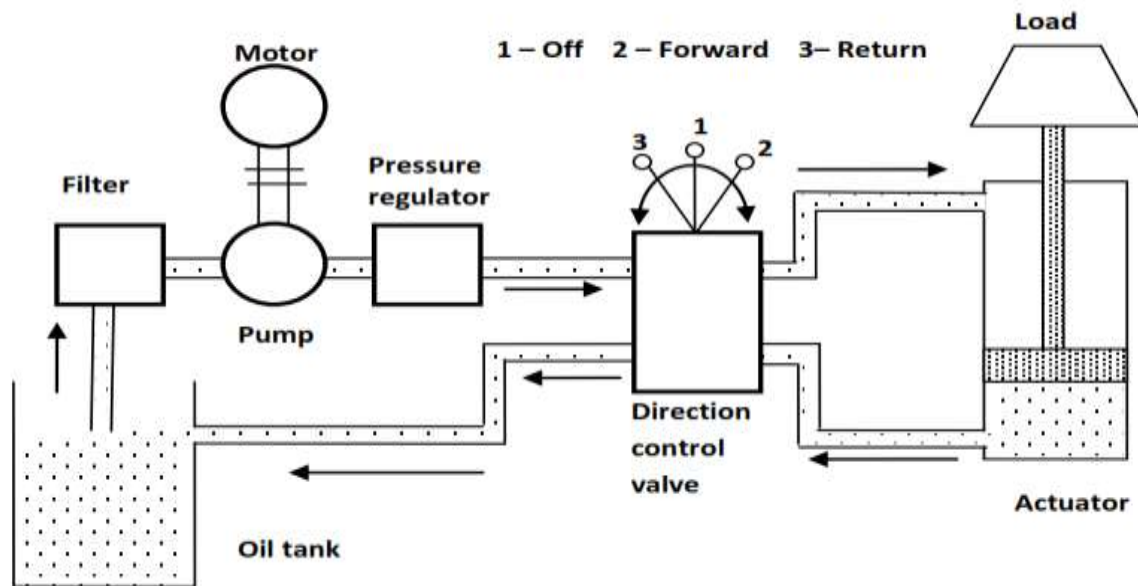 Load
Motor
1 – Off 2 – Forward 3– Return
1
3
2
Pressure
regulator
Filter
Pump
Direction
control
valve
Actuator
Oil tank